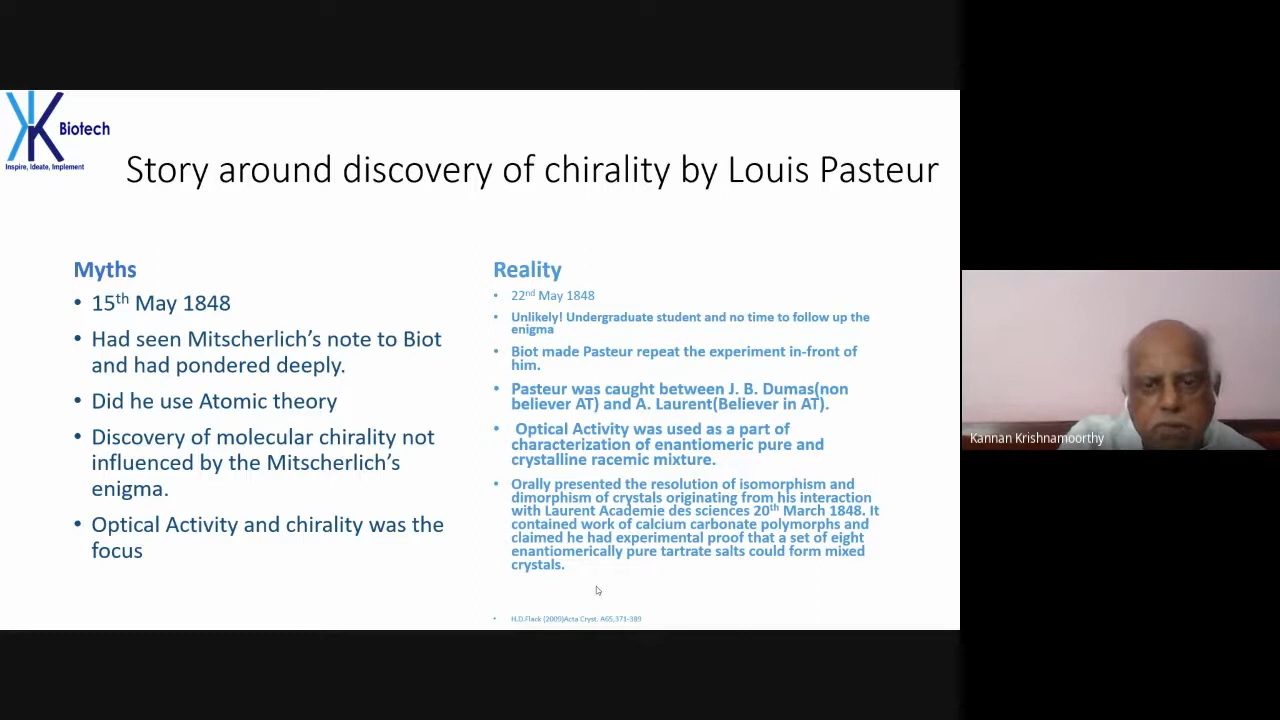 Biotech
Inspire, Ideate, Implement
Story around discovery of chirality by Louis Pasteur
Myths
• 15th May 1848
• Had seen Mitscherlich's note to Biot
and had pondered deeply.
• Did he use Atomic theory
• Discovery of molecular chirality not
influenced by the Mitscherlich's
enigma.
• Optical Activity and chirality was the
focus
Reality
• 22nd May 1848
• Unlikely! Undergraduate student and no time to follow up the
enigma
• Biot made Pasteur repeat the experiment in-front of
him.
• Pasteur was caught between J. B. Dumas(non
believer AT) and A. Laurent(Believer in AT).
• Optical Activity was used as a part of
characterization of enantiomeric pure and
crystalline racemic mixture.
• Orally presented the resolution of isomorphism and
dimorphism of crystals originating from his interaction
with Laurent Academie des sciences 20th March 1848. It
contained work of calcium carbonate polymorphs and
claimed he had experimental proof that a set of eight
enantiomerically pure tartrate salts could form mixed
crystals.
• H.D.Flack (2009)Acta Cryst. A65,371-389
Kannan Krishnamoorthy